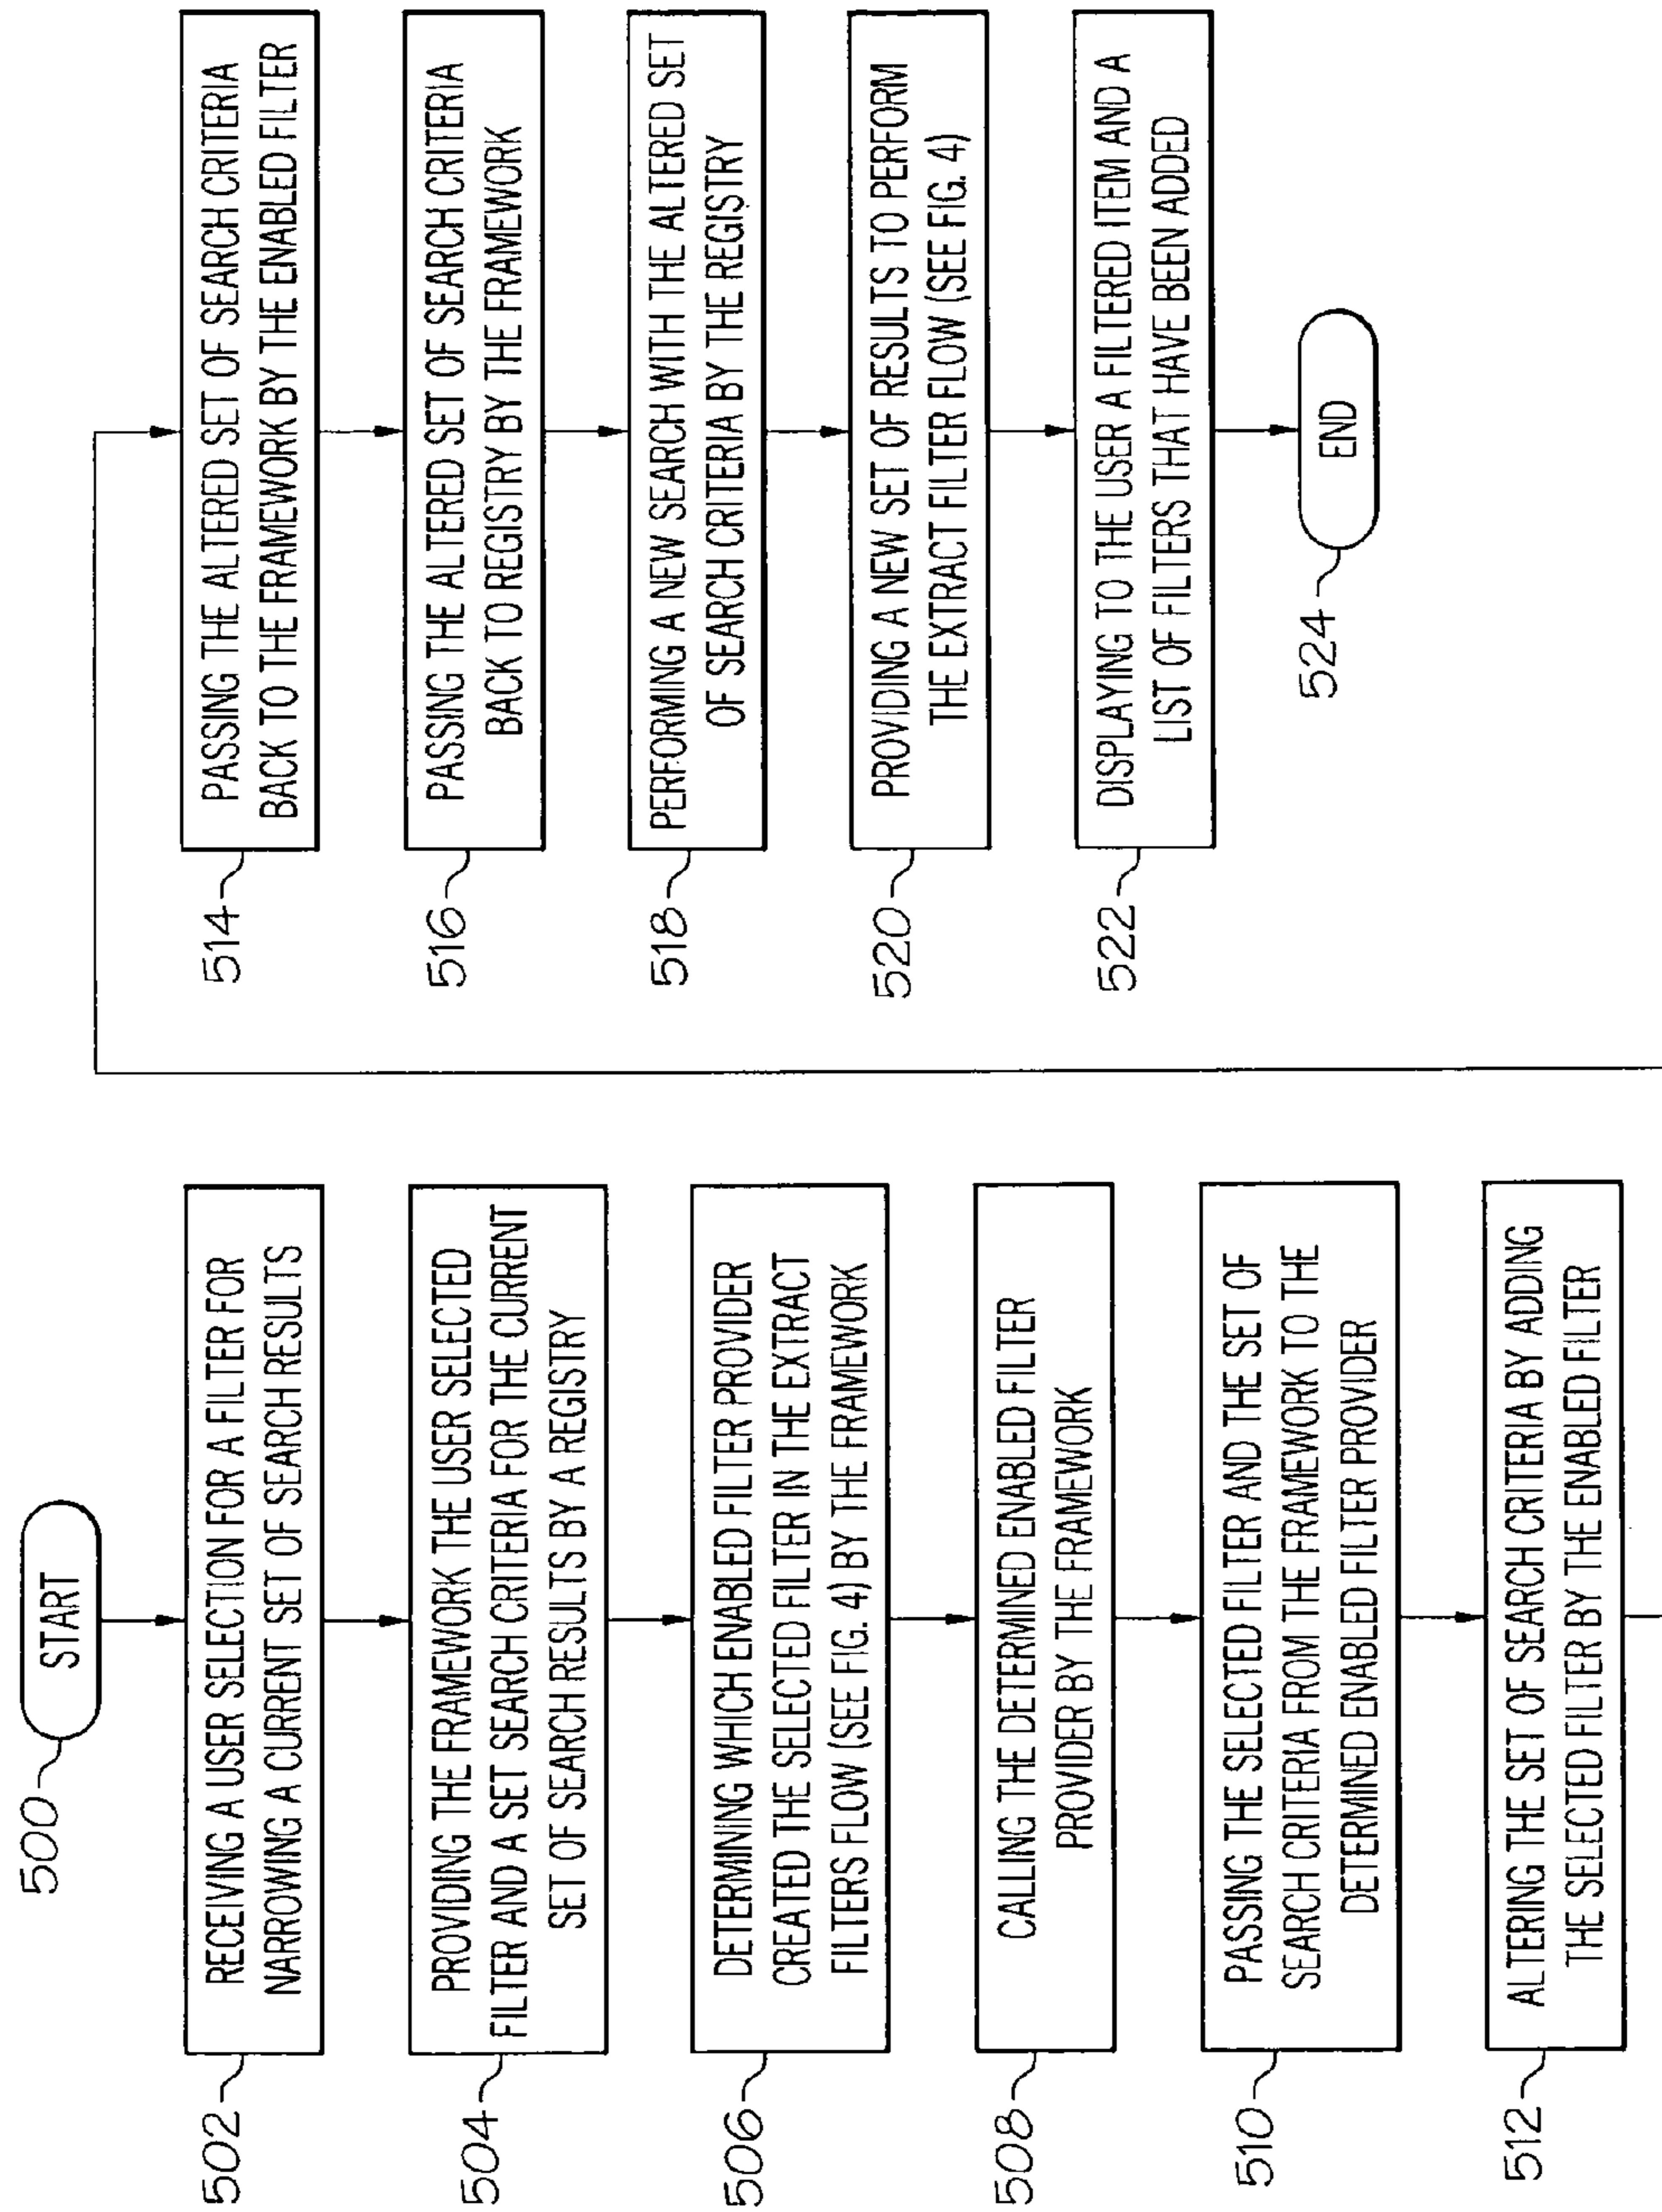 500
START
502
RECEIVING A USER SELECTION FOR A FILTER FOR
NARROWING A CURRENT SET OF SEARCH RESULTS
504
PROVIDING THE FRAMEWORK THE USER SELECTED
FILTER AND A SET SEARCH CRITERIA FOR THE CURRENT
SET OF SEARCH RESULTS BY A REGISTRY
506
DETERMINING WHICH ENABLED FILTER PROVIDER
CREATED THE SELECTED FILTER IN THE EXTRACT
FILTERS FLOW (SEE FIG. 4) BY THE FRAMEWORK
508
CALLING THE DETERMINED ENABLED FILTER
PROVIDER BY THE FRAMEWORK
510
PASSING THE SELECTED FILTER AND THE SET OF
SEARCH CRITERIA FROM THE FRAMEWORK TO THE
DETERMINED ENABLED FILTER PROVIDER
512
ALTERING THE SET OF SEARCH CRITERIA BY ADDING
THE SELECTED FILTER BY THE ENABLED FILTER
514
PASSING THE ALTERED SET OF SEARCH CRITERIA
BACK TO THE FRAMEWORK BY THE ENABLED FILTER
516
PASSING THE ALTERED SET OF SEARCH CRITERIA
BACK TO REGISTRY BY THE FRAMEWORK
518
PERFORMING A NEW SEARCH WITH THE ALTERED SET
OF SEARCH CRITERIA BY THE REGISTRY
520
PROVIDING A NEW SET OF RESULTS TO PERFORM
THE EXTRACT FILTER FLOW (SEE FIG. 4)
522
DISPLAYING TO THE USER A FILTERED ITEM AND A
LIST OF FILTERS THAT HAVE BEEN ADDED
524
END